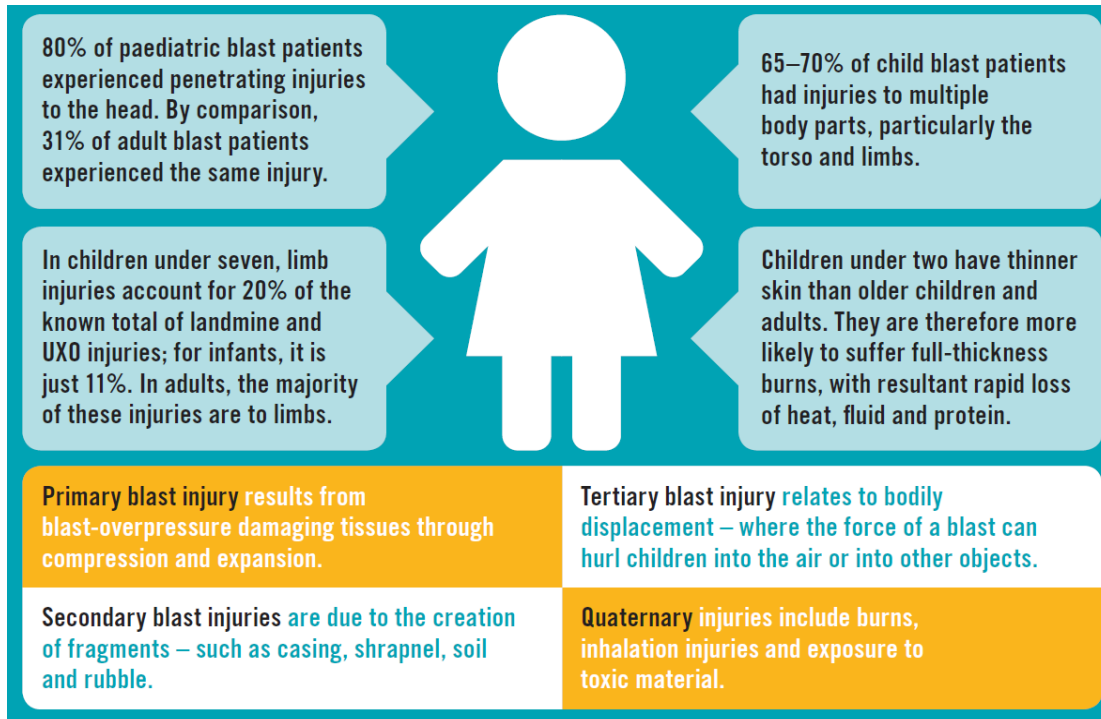 80% of paediatric blast patients
experienced penetrating injuries
to the head. By comparison,
31% of adult blast patients
experienced the same injury.
65–70% of child blast patients
had injuries to multiple
body parts, particularly the
torso and limbs.
In children under seven, limb
injuries account for 20% of the
known total of landmine and
UXO injuries; for infants, it is
just 11%. In adults, the majority
of these injuries are to limbs.
Children under two have thinner
skin than older children and
adults. They are therefore more
likely to suffer full-thickness
burns, with resultant rapid loss
of heat, fluid and protein.
Primary blast injury results from
blast-overpressure damaging tissues through
compression and expansion.
Tertiary blast injury relates to bodily
displacement – where the force of a blast can
hurl children into the air or into other objects.
Secondary blast injuries are due to the creation
of fragments – such as casing, shrapnel, soil
and rubble.
Quaternary injuries include burns,
inhalation injuries and exposure to
toxic material.